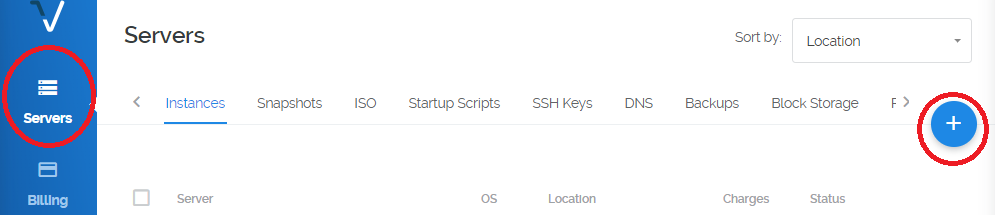 Servers
Sort by: Location
Instances Snapshots ISO Startup Scripts SSH Keys DNS Backups Block Storage
Servers
Billing
Server OS Location Charges Status